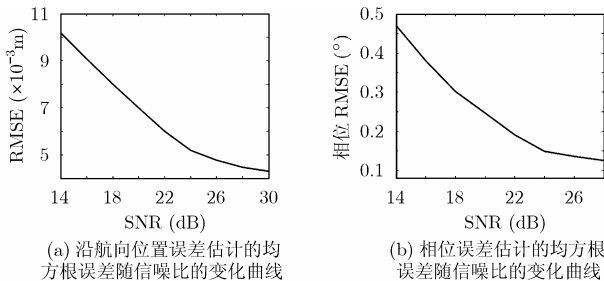 11
9
7
5
RMSE (×10⁻³m)
14 18 22 26 30
SNR (dB)
(a) 沿航向位置误差估计的均
方根误差随信噪比的变化曲线
0.5
0.4
0.3
0.2
0.1
相位 RMSE (°)
14 18 22 26
SNR (dB)
(b) 相位误差估计的均方根
误差随信噪比的变化曲线